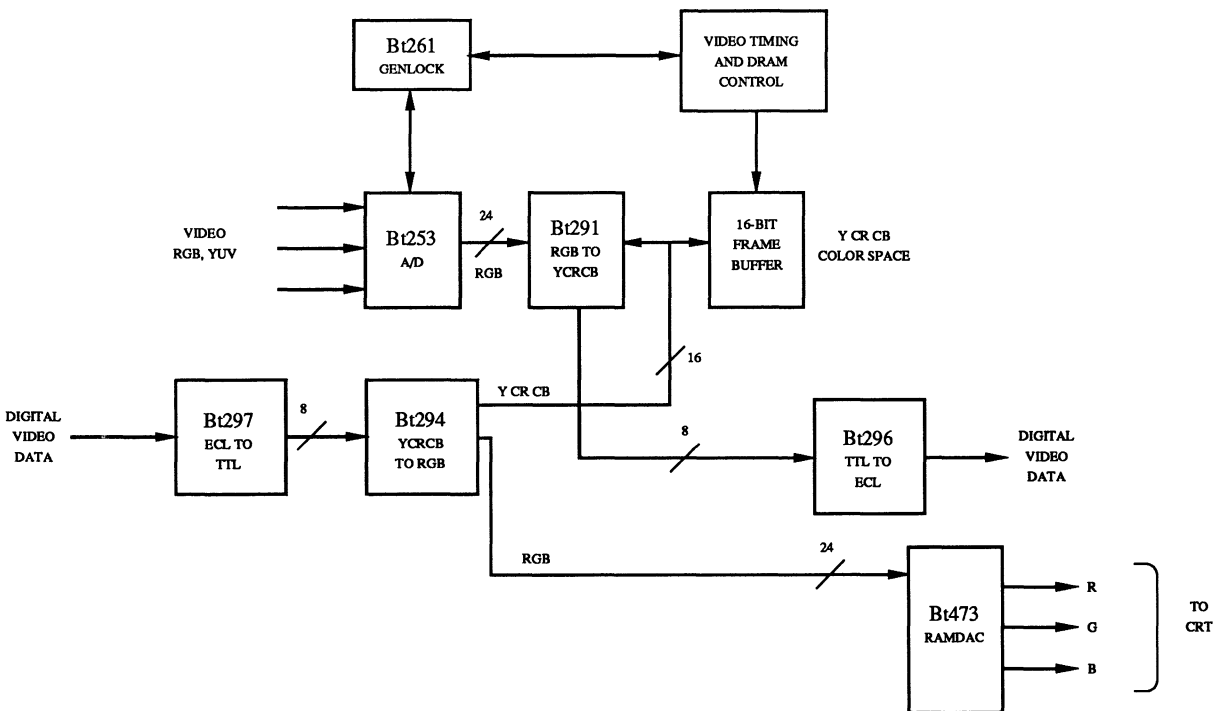 Bt261
GENLOCK
VIDEO TIMING
AND DRAM
CONTROL
VIDEO
RGB, YUV
Bt253
A/D
24
RGB
Bt291
RGB TO
YCRCB
16-BIT
FRAME
BUFFER
Y CR CB
COLOR SPACE
16
DIGITAL
VIDEO
DATA
Bt297
ECL TO
TTL
8
Bt294
YCRCB
TO RGB
Y CR CB
8
Bt296
TTL TO
ECL
DIGITAL
VIDEO
DATA
RGB
24
Bt473
RAMDAC
R
G
B
TO
CRT